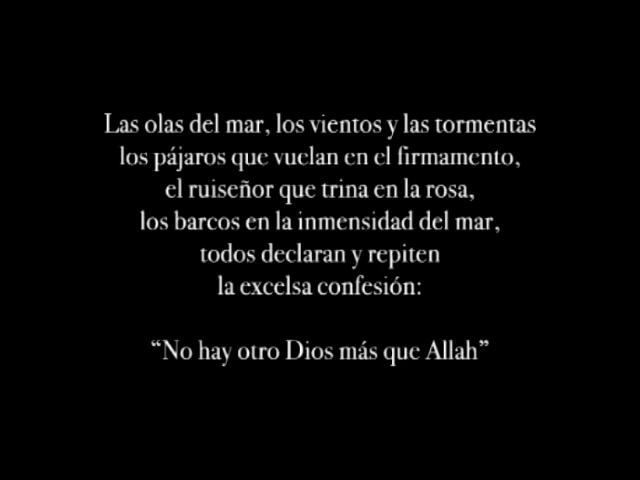 Las olas del mar, los vientos y las tormentas
los pájaros que vuelan en el firmamento,
el ruiseñor que trina en la rosa,
los barcos en la inmensidad del mar,
todos declaran y repiten
la excelsa confesión:
“No hay otro Dios más que Allah”